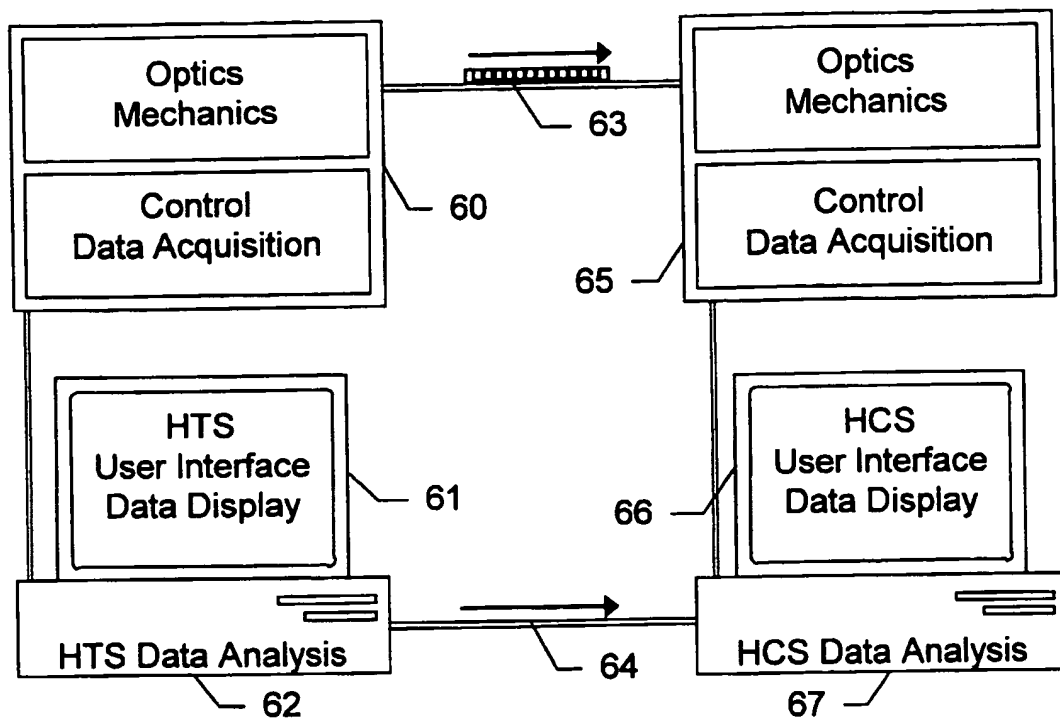 Optics
Mechanics
Control
Data Acquisition
60
63
Optics
Mechanics
Control
Data Acquisition
65
HTS
User Interface
Data Display
61
HTS Data Analysis
62
64
HCS
User Interface
Data Display
66
HCS Data Analysis
67